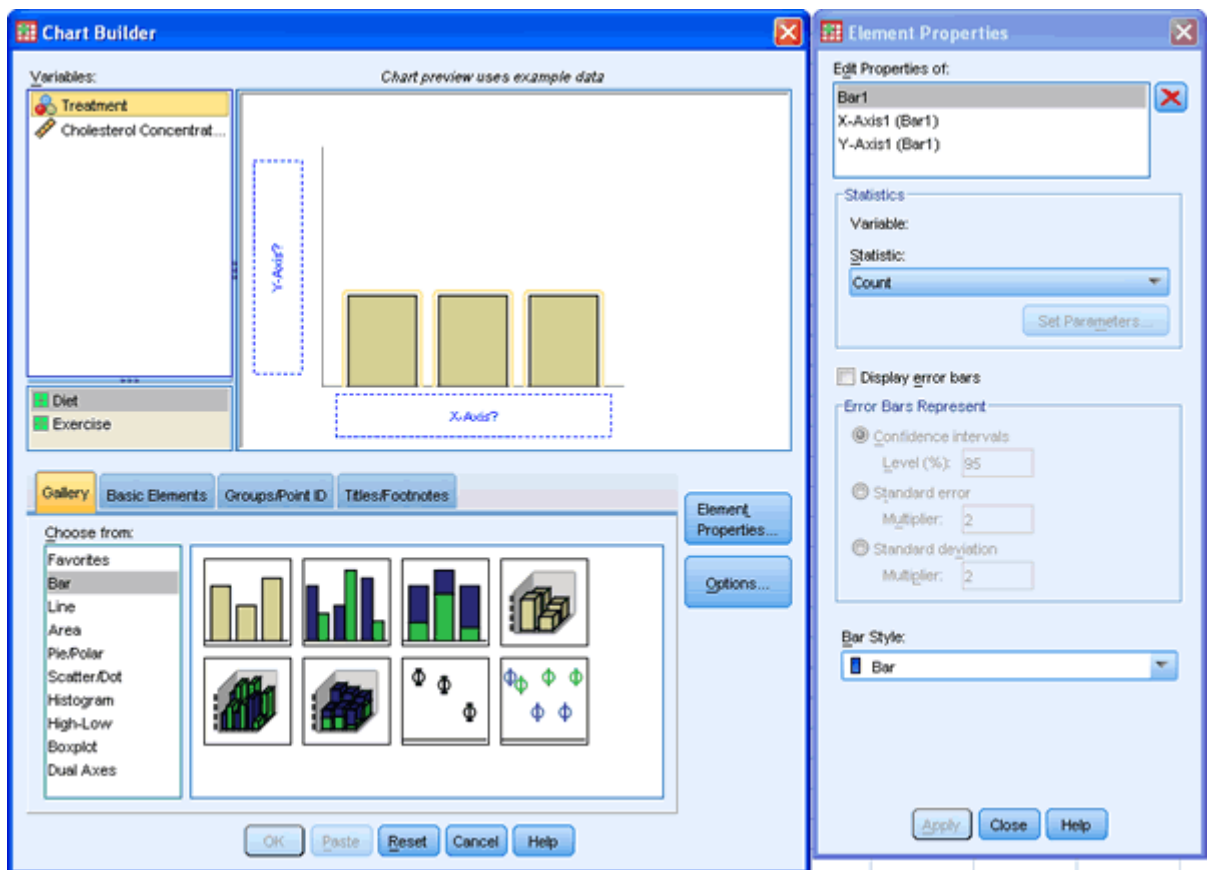 Chart Builder
Variables:
Chart preview uses example data
Treatment
Cholesterol Concentrat...
Y-Axis?
X-Axis?
Diet
Exercise
Gallery
Basic Elements
Groups/Point ID
Titles/Footnotes
Choose from:
Favorites
Bar
Line
Area
Pie/Polar
Scatter/Dot
Histogram
High-Low
Boxplot
Dual Axes
Element
Properties...
Options...
OK
Paste
Reset
Cancel
Help
Element Properties
Edit Properties of:
Bar1
X-Axis1 (Bar1)
Y-Axis1 (Bar1)
Statistics
Variable:
Statistic:
Count
Set Parameters...
Display error bars
Error Bars Represent
Confidence intervals
Level (%): 95
Standard error
Multiplier: 2
Standard deviation
Multiplier: 2
Bar Style:
Bar
Apply
Close
Help